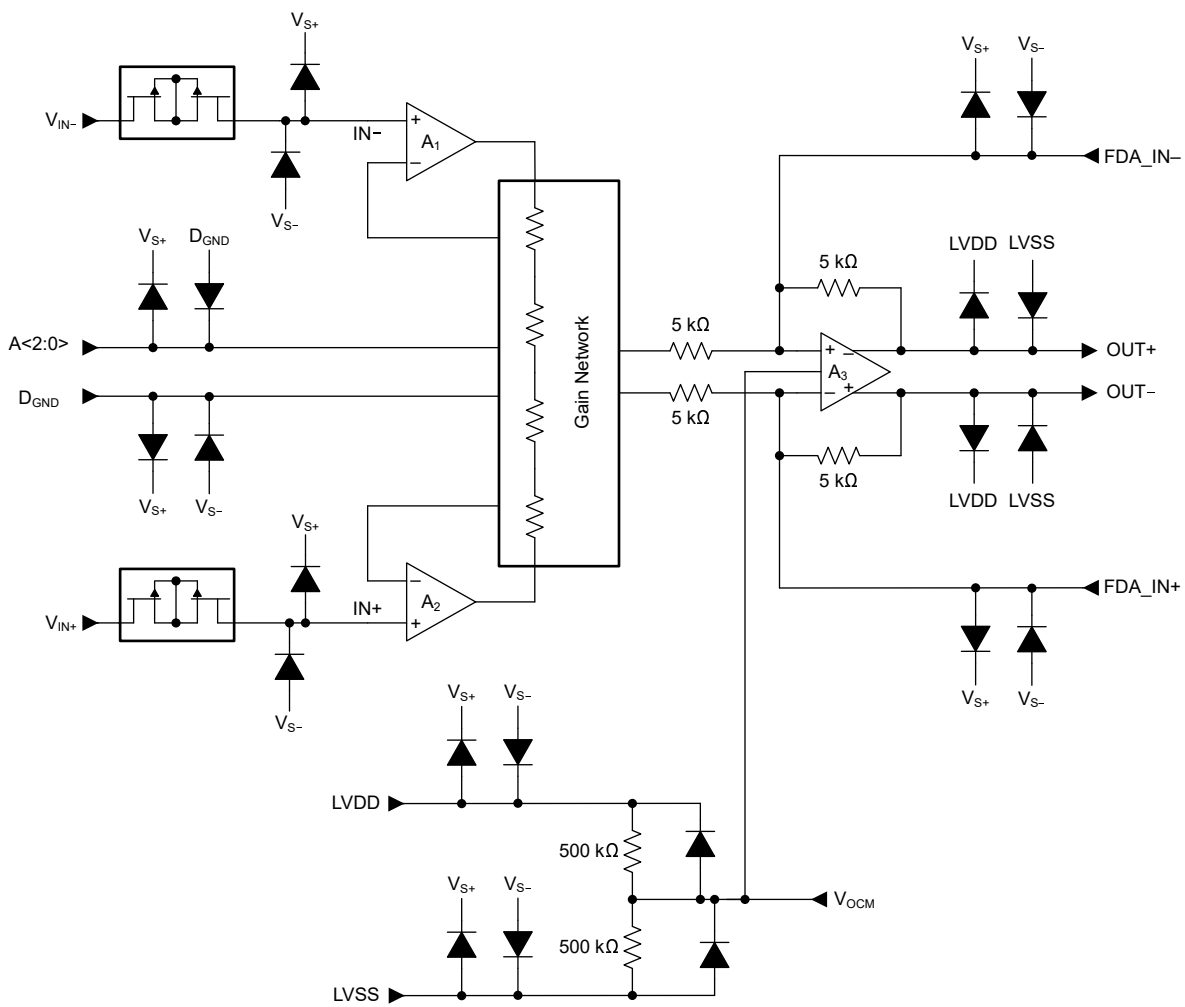 VS+
VS− 
VS+
VIN−
IN−
+
A1
−
VS−
FDA_IN−
VS+
DGND
LVDD
LVSS
5 kΩ
5 kΩ
A<2:0>
+
−
OUT+
A3
DGND
−
+
OUT−
5 kΩ
5 kΩ
Gain Network
VS+
VS−
LVDD
LVSS
VS+
−
A2
+
IN+
VIN+
FDA_IN+
VS−
VS+
VS−
VS+
VS−
LVDD
500 kΩ
VS+
VS−
VOCM
500 kΩ
LVSS